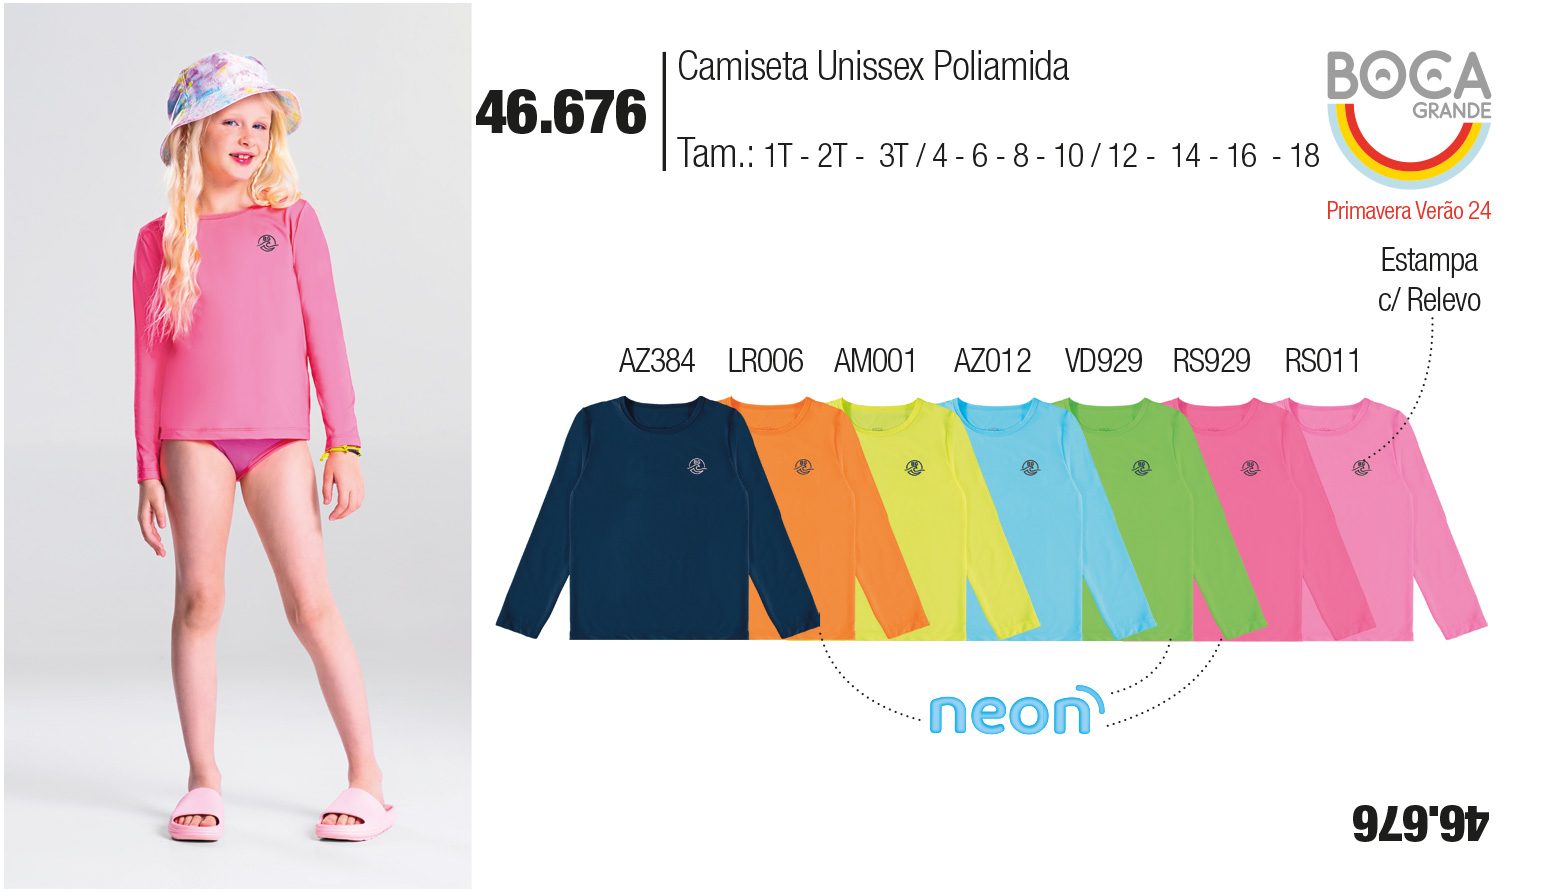 46.676
Camiseta Unissex Poliamida
Tam.: 1T - 2T - 3T / 4 - 6 - 8 - 10 / 12 - 14 - 16 - 18
BOCA
GRANDE
Primavera Verão 24
Estampa
c/ Relevo
AZ384 LR006 AM001 AZ012 VD929 RS929 RS011
neon
46.676